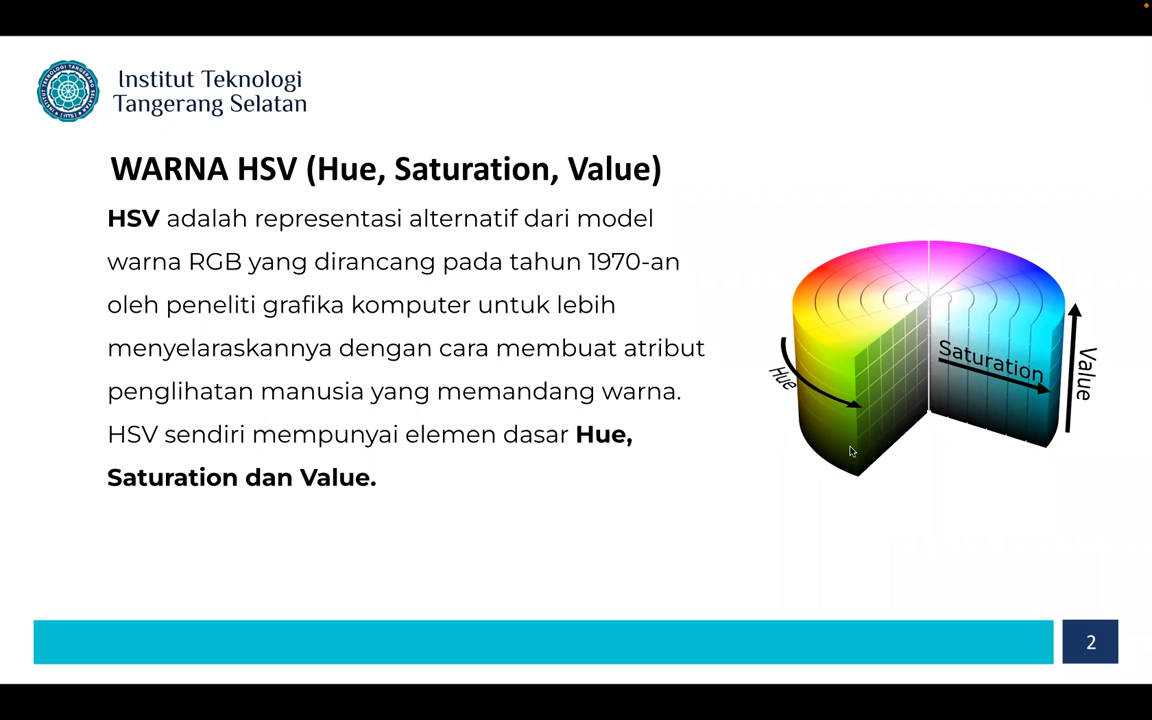 Institut Teknologi
Tangerang Selatan
WARNA HSV (Hue, Saturation, Value)
HSV adalah representasi alternatif dari model
warna RGB yang dirancang pada tahun 1970-an
oleh peneliti grafika komputer untuk lebih
menyelaraskannya dengan cara membuat atribut
penglihatan manusia yang memandang warna.
HSV sendiri mempunyai elemen dasar Hue,
Saturation dan Value.
Hue
Saturation
Value
2